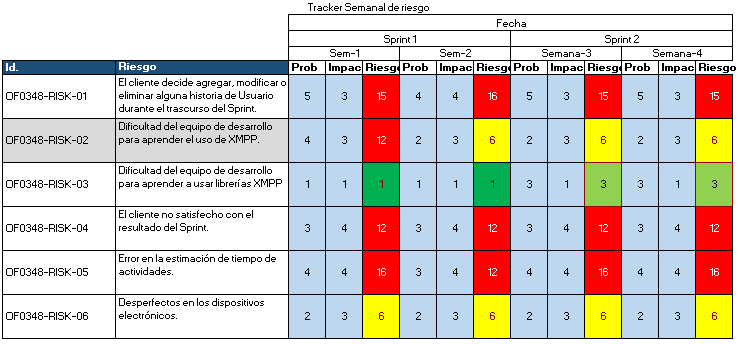 Tracker Semanal de riesgo
Fecha
Sprint 1 Sprint 2
Sem-1 Sem-2 Semana-3 Semana-4
Id. Riesgo Prob Impac Riesgo Prob Impac Riesgo Prob Impac Riesgo Prob Impac Riesgo
El cliente decide agregar, modificar o
OF0348-RISK-01 eliminar alguna historia de Usuario 5 3 15 4 4 16 5 3 15 5 3 15
durante el trascurso del Sprint.
Dificultad del equipo de desarrollo
OF0348-RISK-02 para aprender el uso de XMPP. 4 3 12 2 3 6 2 3 6 2 3 6
Dificultad del equipo de desarrollo
OF0348-RISK-03 para aprender a usar librerías XMPP 1 1 1 1 1 1 3 1 3 3 1 3
El cliente no satisfecho con el
OF0348-RISK-04 resultado del Sprint. 3 4 12 3 4 12 3 4 12 3 4 12
Error en la estimación de tiempo de
OF0348-RISK-05 actividades. 4 4 16 3 4 12 4 4 16 4 4 16
Desperfectos en los dispositivos
OF0348-RISK-06 electrónicos. 2 3 6 2 3 6 2 3 6 2 3 6